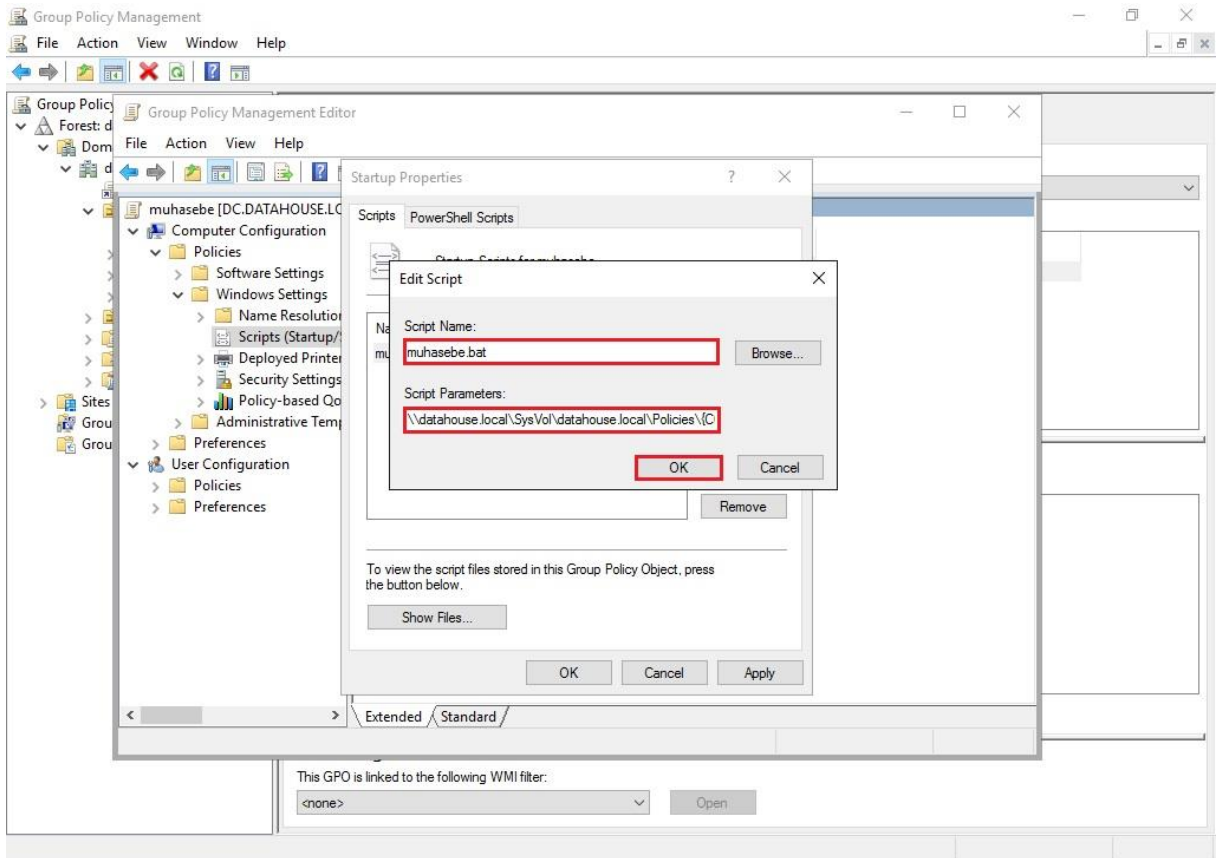 Group Policy Management
File Action View Window Help
Group Policy
Forest: d
Dom
d
Sites
Grou
Grou
Group Policy Management Editor
File Action View Help
muhasebe [DC.DATAHOUSE.LC
Computer Configuration
Policies
Software Settings
Windows Settings
Name Resolution
Scripts (Startup/
Deployed Printer
Security Settings
Policy-based Qo
Administrative Temp
Preferences
User Configuration
Policies
Preferences
Extended Standard
Startup Properties
Scripts PowerShell Scripts
Na
mu
Remove
To view the script files stored in this Group Policy Object, press
the button below.
Show Files...
OK Cancel Apply
Edit Script
Script Name:
muhasebe.bat
Browse...
Script Parameters:
\\datahouse.local\SysVol\datahouse.local\Policies\{C
OK Cancel
This GPO is linked to the following WMI filter:
<none>
Open